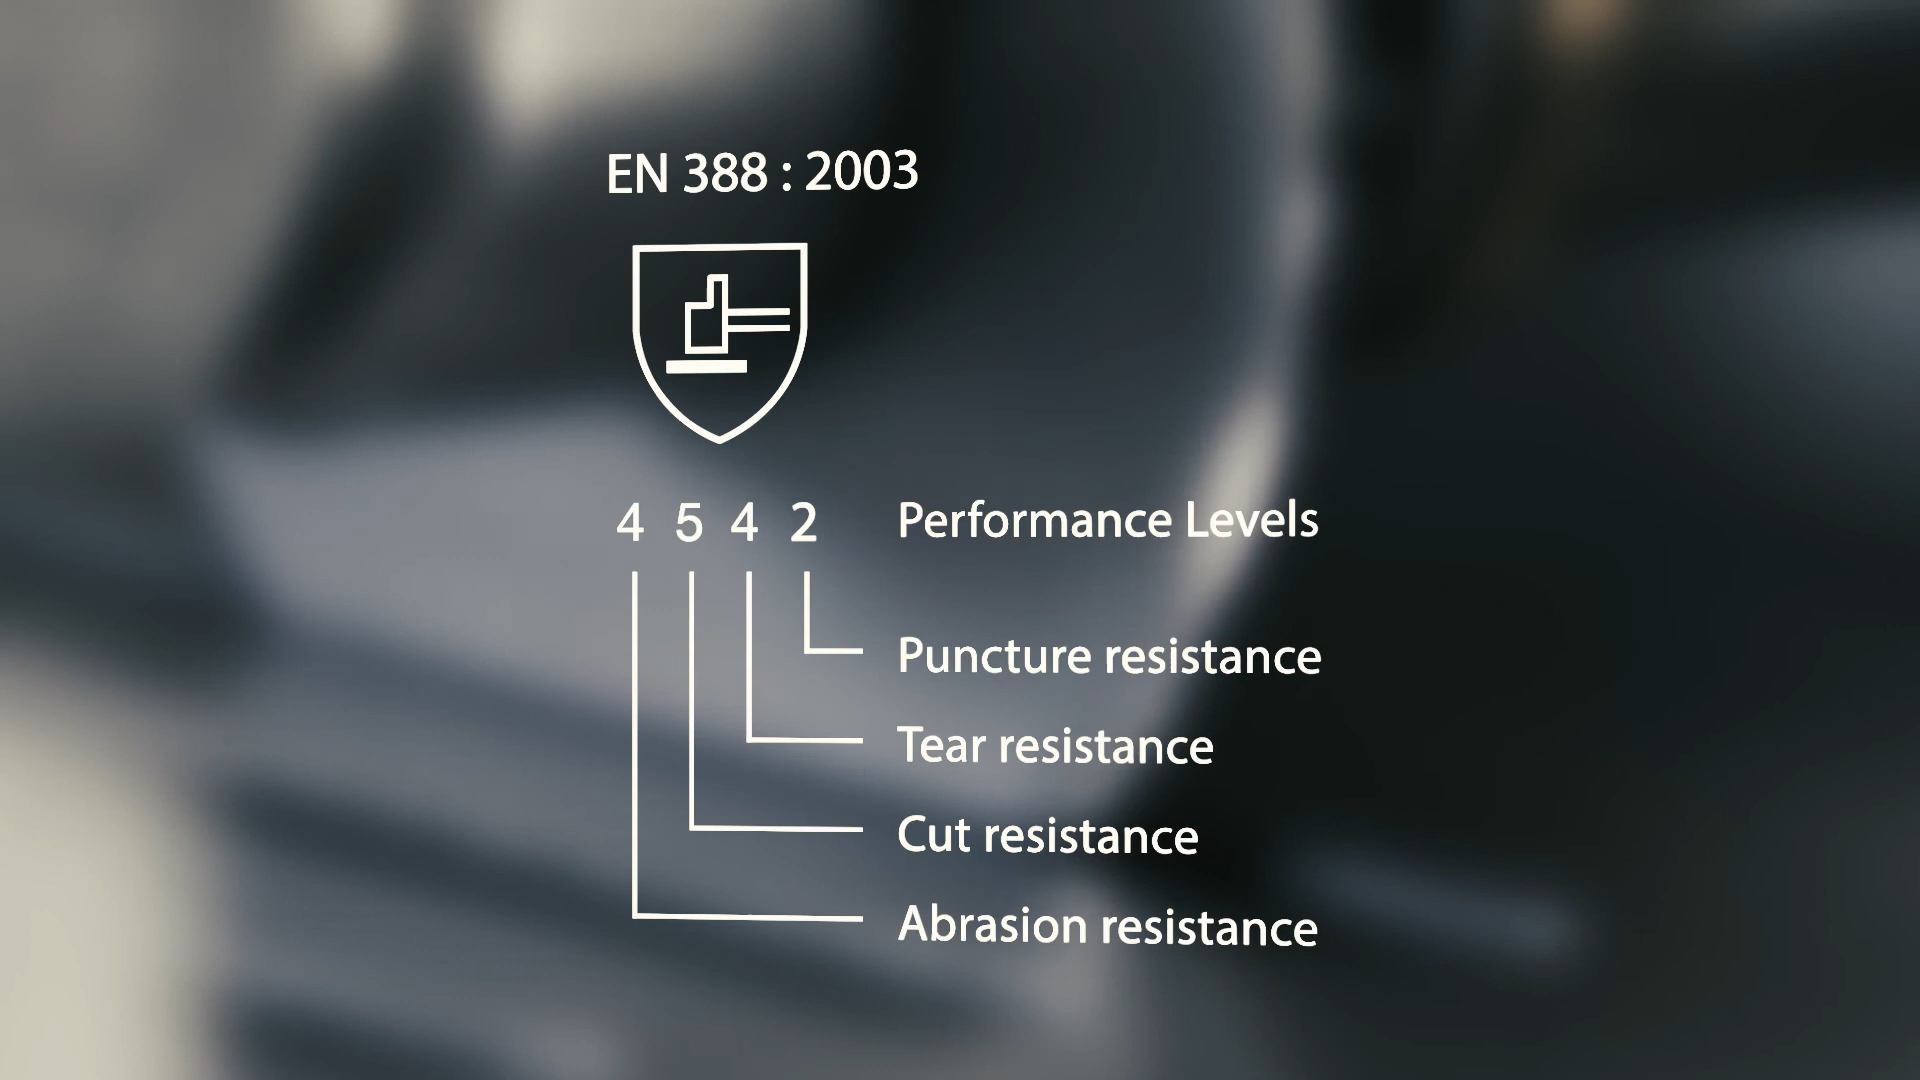 EN 388 : 2003
4 5 4 2 Performance Levels
Puncture resistance
Tear resistance
Cut resistance
Abrasion resistance